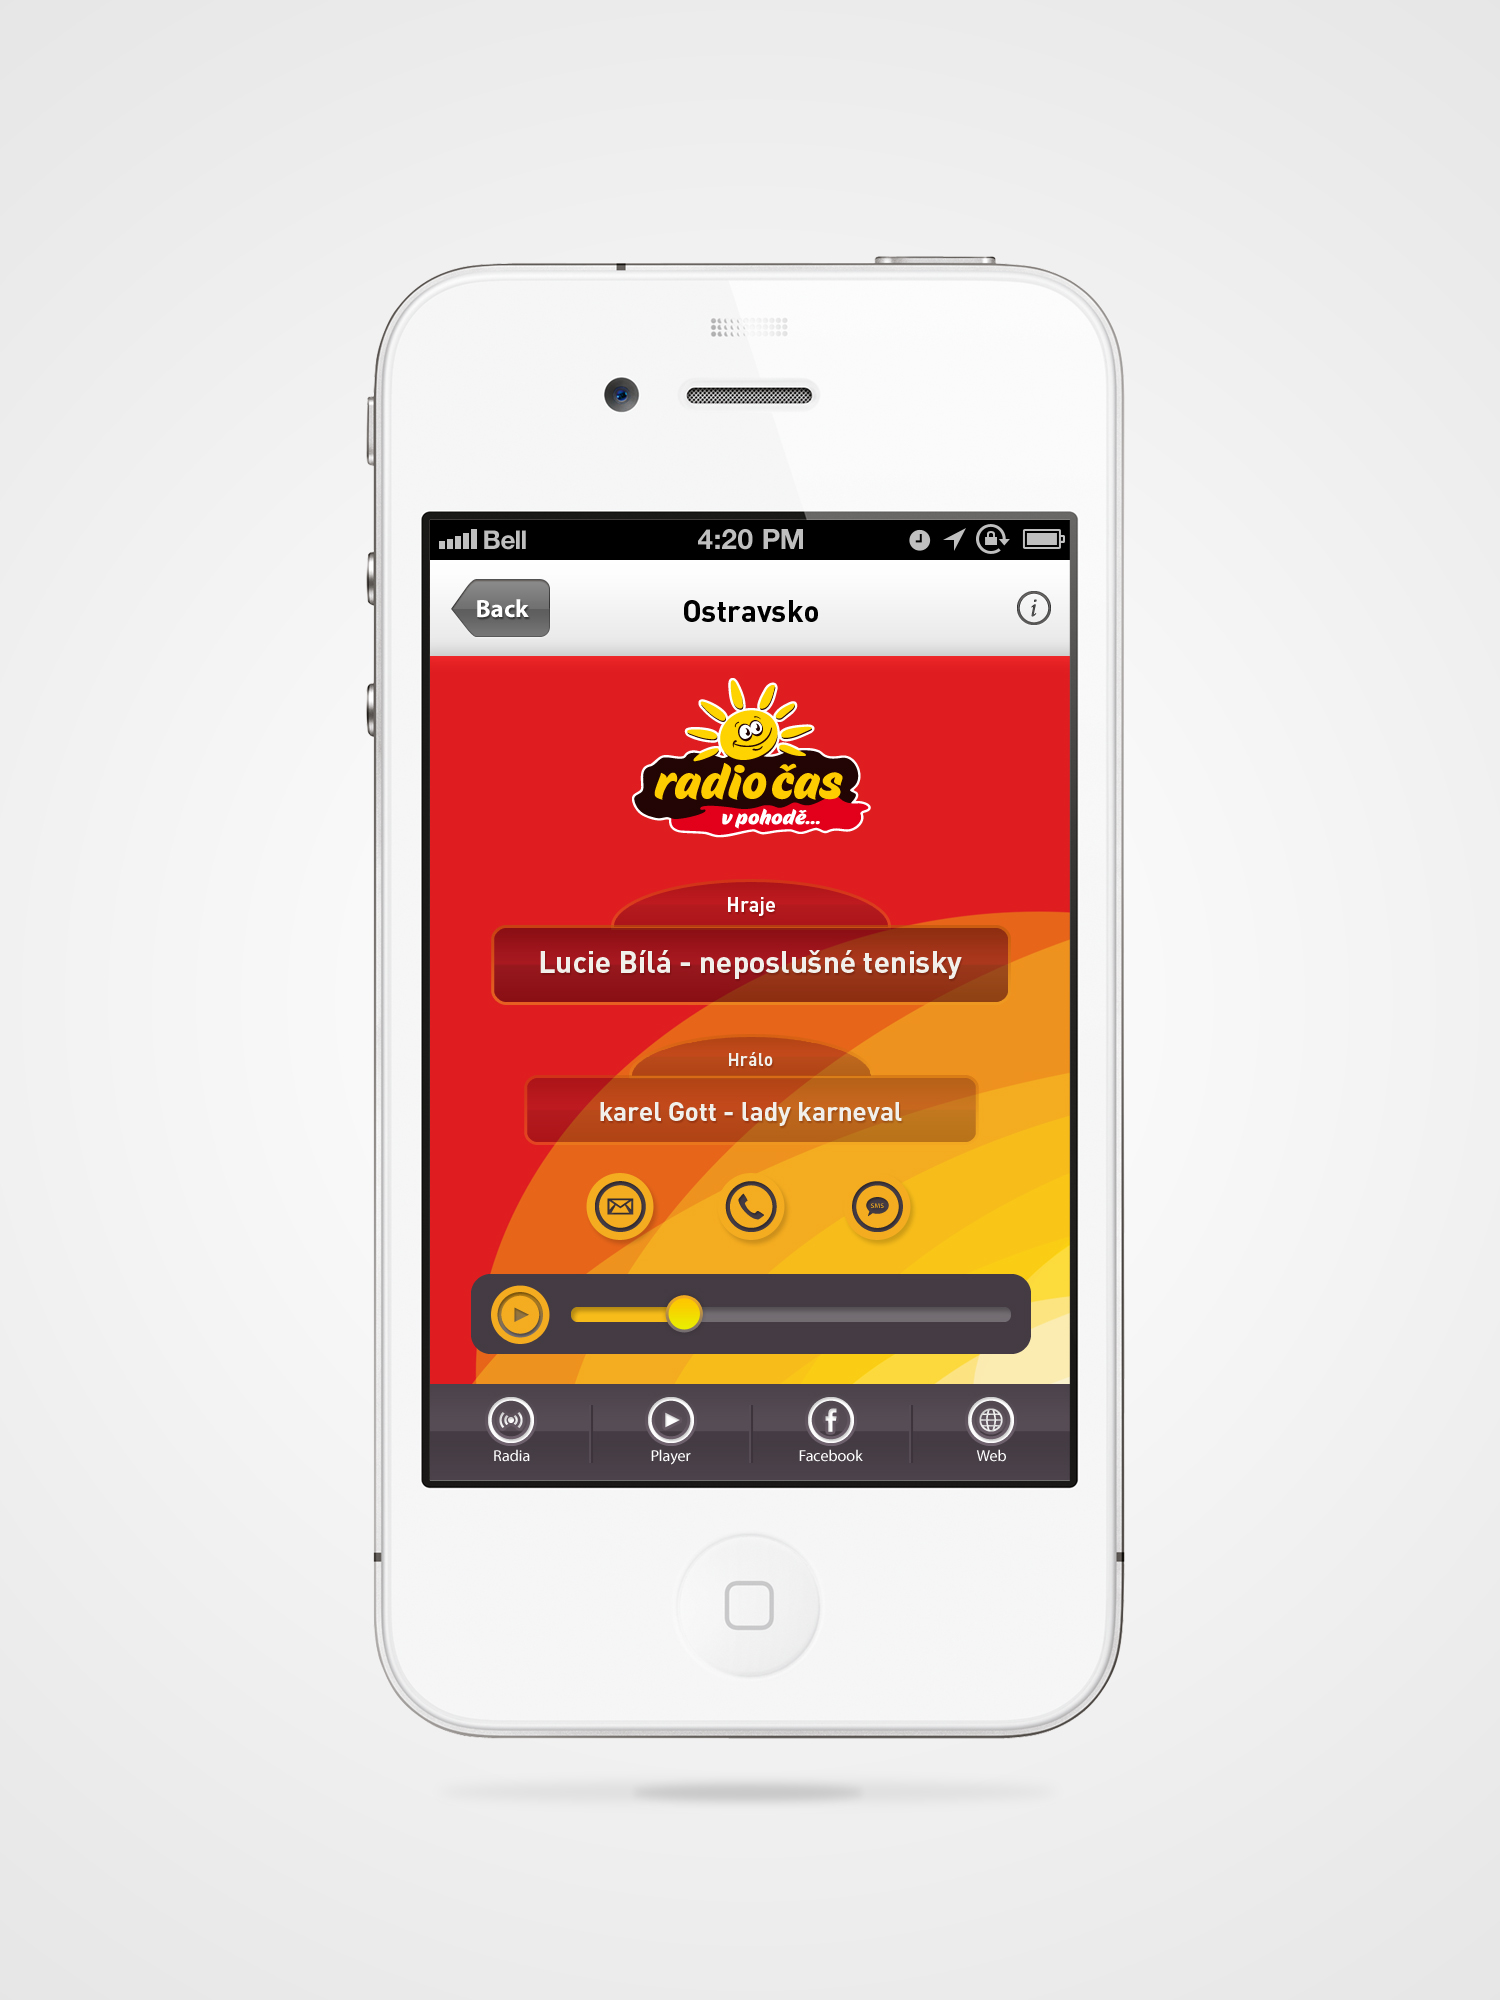 Bell 4:20 PM
Back Ostravsko i
radio čas
v pohodě...
Hraje
Lucie Bílá - neposlušné tenisky
Hrálo
karel Gott - lady karneval
SMS
Radia Player Facebook Web